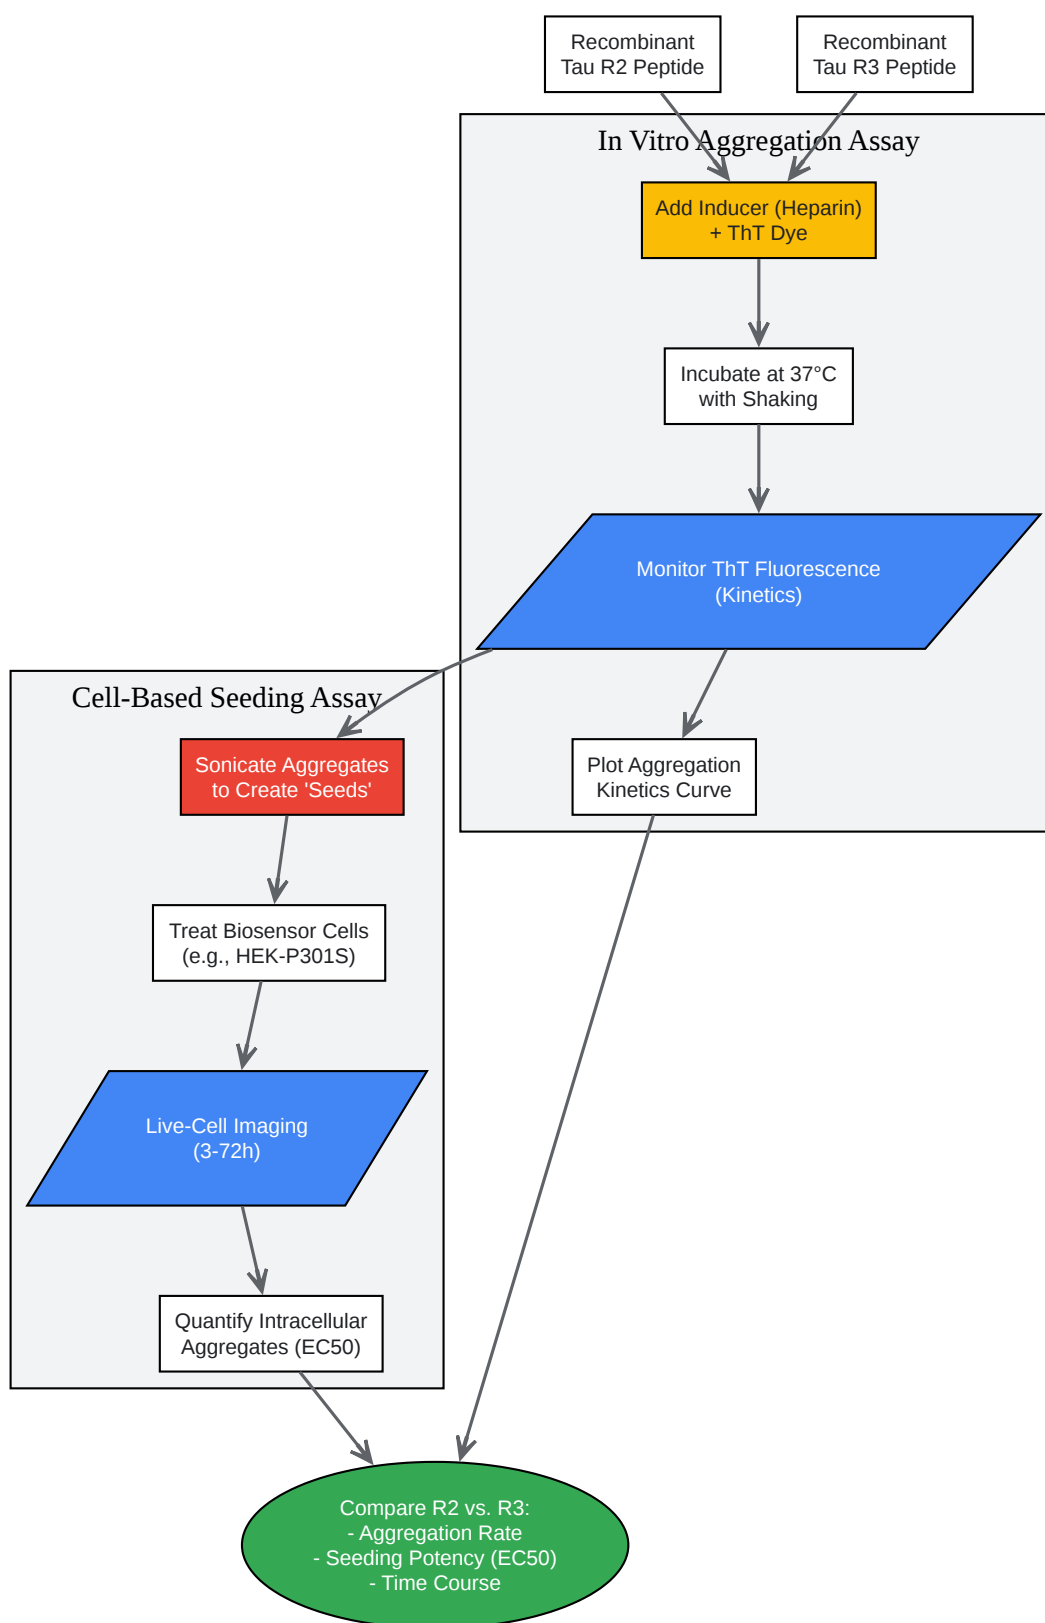 Recombinant
Tau R2 Peptide
Recombinant
Tau R3 Peptide
In Vitro Aggregation Assay
Add Inducer (Heparin)
+ ThT Dye
Incubate at 37°C
with Shaking
Monitor ThT Fluorescence
(Kinetics)
Cell-Based Seeding Assay
Sonicate Aggregates
to Create 'Seeds'
Plot Aggregation
Kinetics Curve
Treat Biosensor Cells
(e.g., HEK-P301S)
Live-Cell Imaging
(3-72h)
Quantify Intracellular
Aggregates (EC50)
Compare R2 vs. R3:
- Aggregation Rate
- Seeding Potency (EC50)
- Time Course